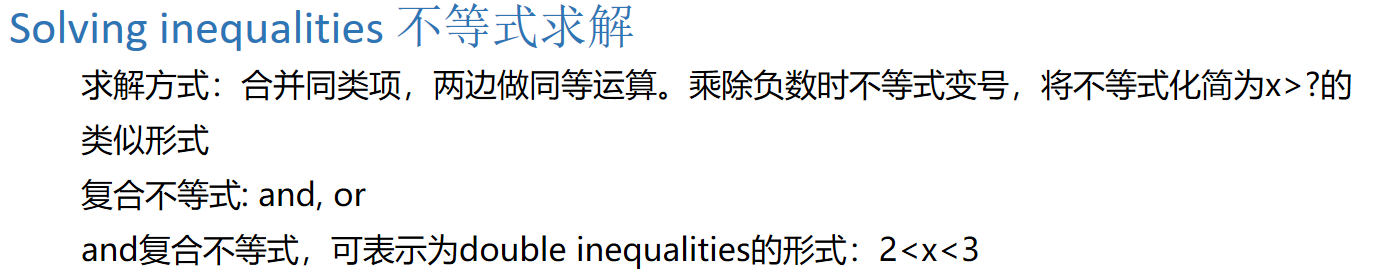 Solving inequalities 不等式求解
求解方式：合并同类项，两边做同等运算。乘除负数时不等式变号，将不等式化简为x>?的
类似形式
复合不等式: and, or
and复合不等式，可表示为double inequalities的形式：2<x<3